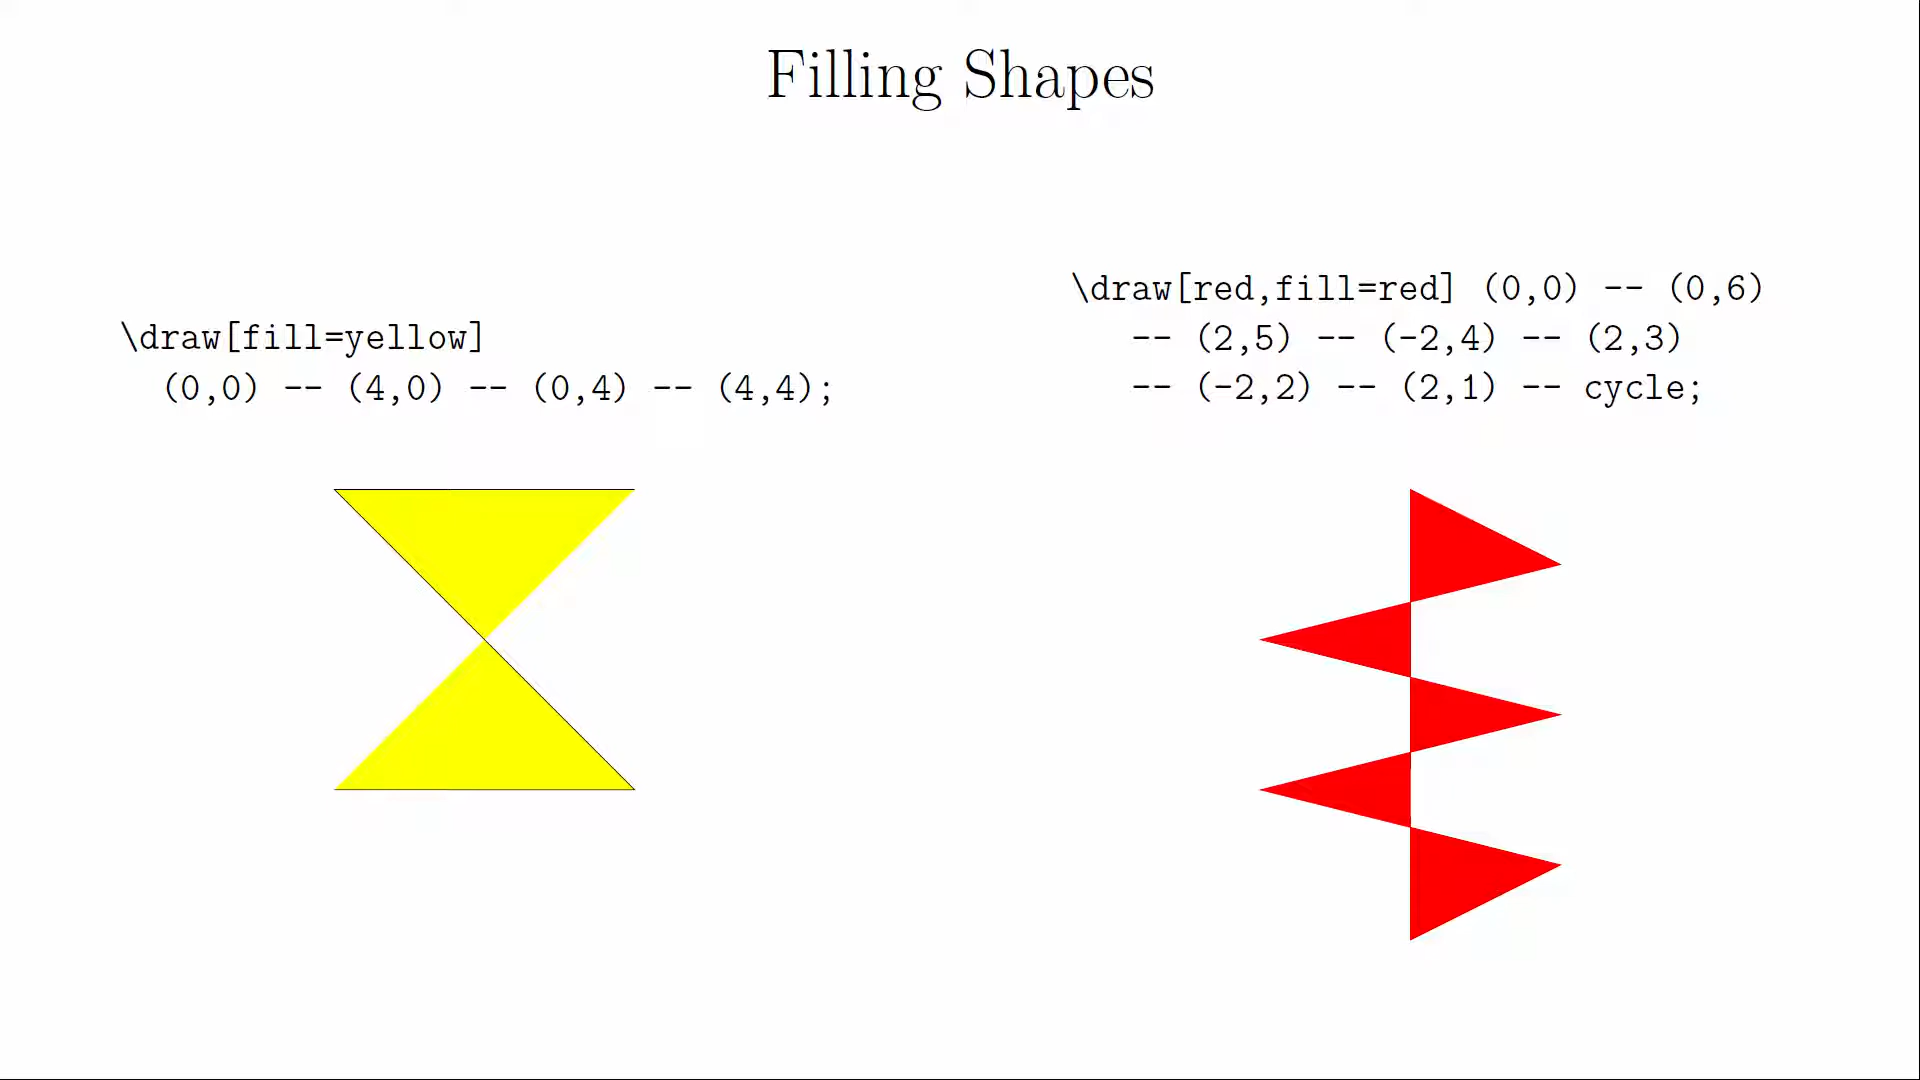 Filling Shapes
\draw[fill=yellow]
(0,0) -- (4,0) -- (0,4) -- (4,4);
\draw[red,fill=red] (0,0) -- (0,6)
-- (2,5) -- (-2,4) -- (2,3)
-- (-2,2) -- (2,1) -- cycle;